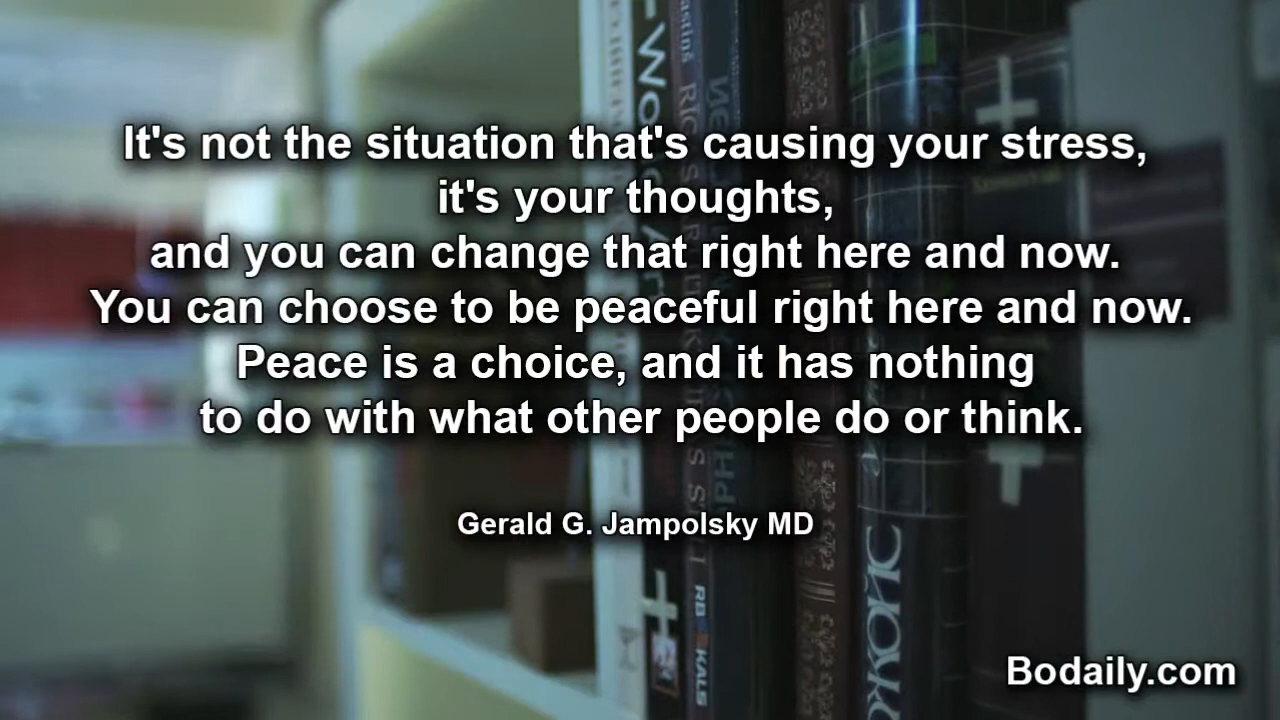 It's not the situation that's causing your stress,
it's your thoughts,
and you can change that right here and now.
You can choose to be peaceful right here and now.
Peace is a choice, and it has nothing
to do with what other people do or think.
Gerald G. Jampolsky MD
Bodaily.com